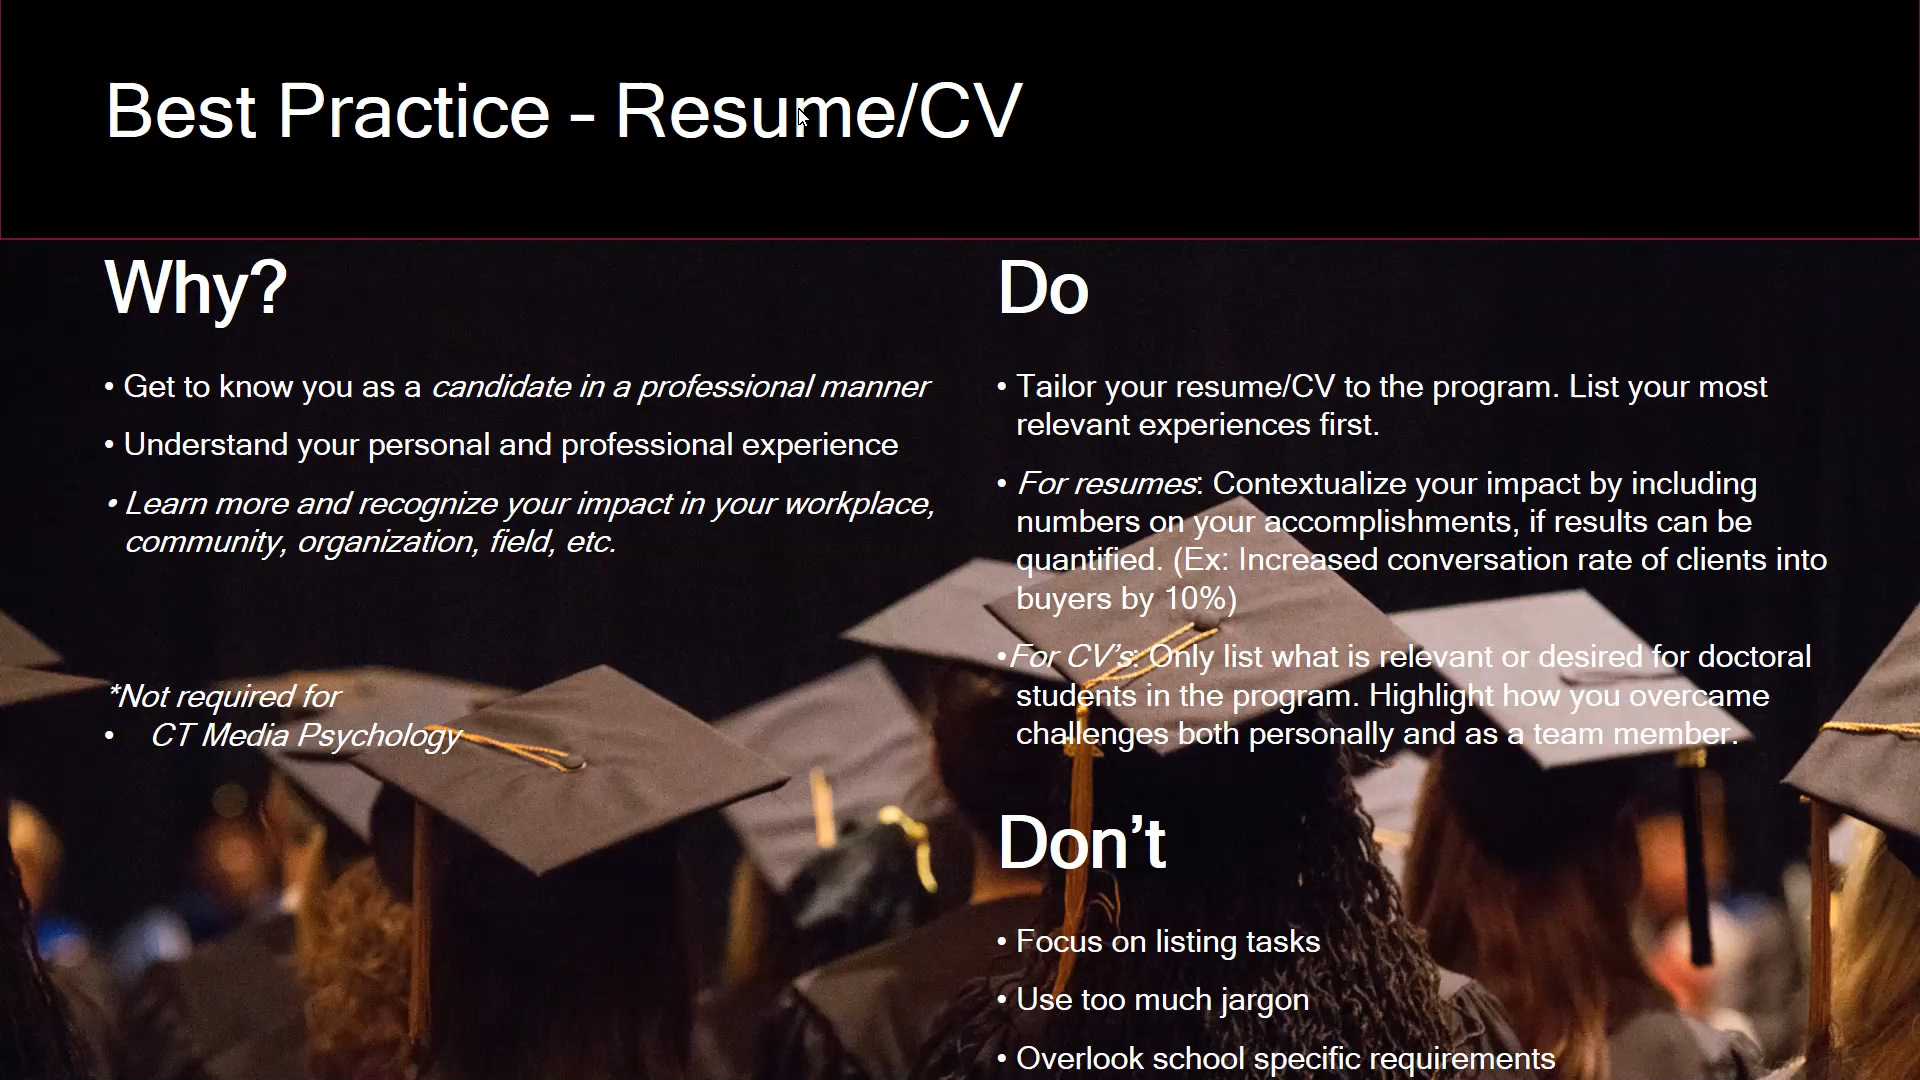 Best Practice - Resume/CV
Why?
• Get to know you as a candidate in a professional manner
• Understand your personal and professional experience
• Learn more and recognize your impact in your workplace,
community, organization, field, etc.
*Not required for
• CT Media Psychology
Do
• Tailor your resume/CV to the program. List your most
relevant experiences first.
• For resumes: Contextualize your impact by including
numbers on your accomplishments, if results can be
quantified. (Ex: Increased conversation rate of clients into
buyers by 10%)
•For CV’s: Only list what is relevant or desired for doctoral
students in the program. Highlight how you overcame
challenges both personally and as a team member.
Don’t
• Focus on listing tasks
• Use too much jargon
• Overlook school specific requirements